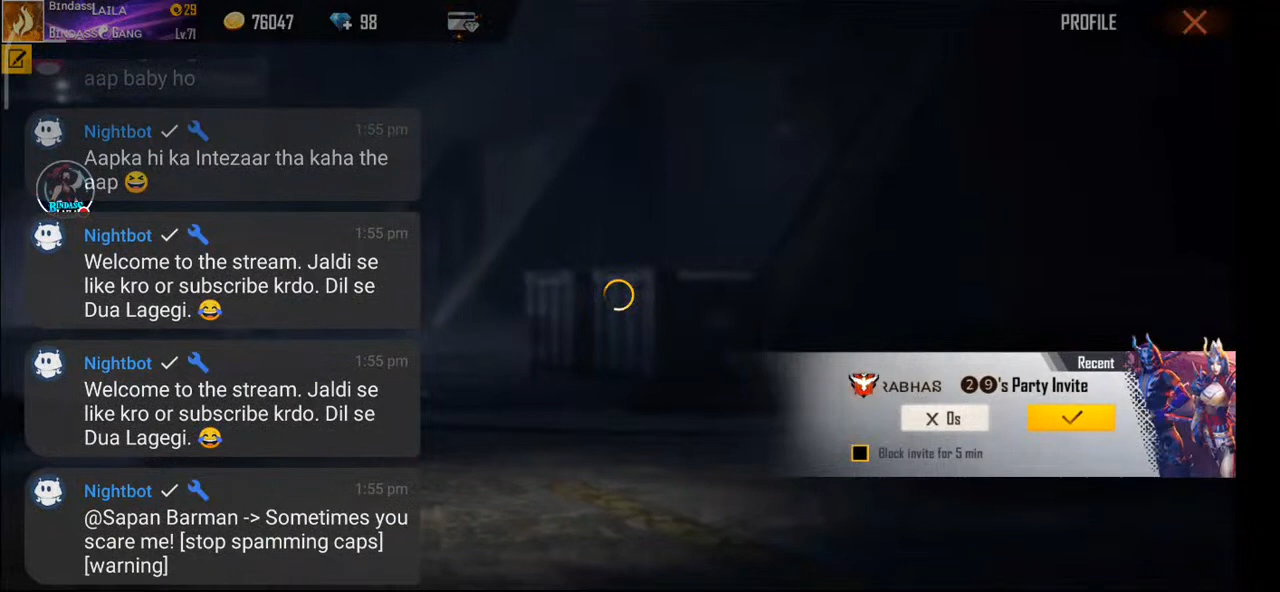 Bindass LAILA
29
76047
98
PROFILE
Bindass Gang
Lv.71
aap baby ho
Nightbot
1:55 pm
Aapka hi ka Intezaar tha kaha the
aap 😆
BINDASS
Nightbot
1:55 pm
Welcome to the stream. Jaldi se
like kro or subscribe krdo. Dil se
Dua Lagegi. 😂
Nightbot
1:55 pm
Welcome to the stream. Jaldi se
like kro or subscribe krdo. Dil se
Dua Lagegi. 😂
Nightbot
1:55 pm
@Sapan Barman -> Sometimes you
scare me! [stop spamming caps]
[warning]
Recent
RABHAS ❷❾'s Party Invite
X 0s
Block invite for 5 min